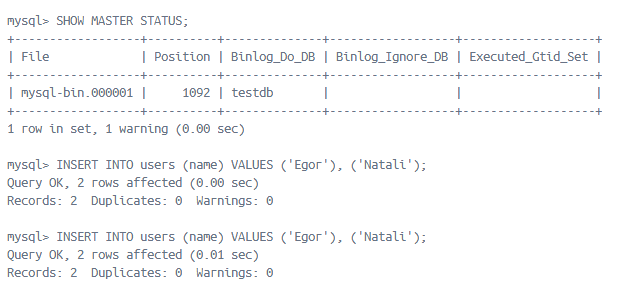 mysql> SHOW MASTER STATUS;
+------------------+----------+--------------+------------------+-------------------+
| File             | Position | Binlog_Do_DB | Binlog_Ignore_DB | Executed_Gtid_Set |
+------------------+----------+--------------+------------------+-------------------+
| mysql-bin.000001 |     1092 | testdb       |                  |                   |
+------------------+----------+--------------+------------------+-------------------+
1 row in set, 1 warning (0.00 sec)
mysql> INSERT INTO users (name) VALUES ('Egor'), ('Natali');
Query OK, 2 rows affected (0.00 sec)
Records: 2  Duplicates: 0  Warnings: 0
mysql> INSERT INTO users (name) VALUES ('Egor'), ('Natali');
Query OK, 2 rows affected (0.01 sec)
Records: 2  Duplicates: 0  Warnings: 0